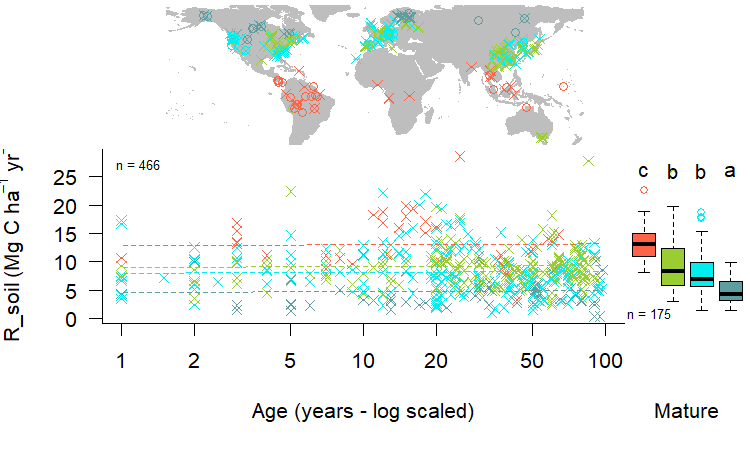 n = 466
R_soil (Mg C ha⁻¹ yr⁻
25
20
15
10
5
0
c b b a
n = 175
1 2 5 10 20 50 100
Age (years - log scaled)
Mature